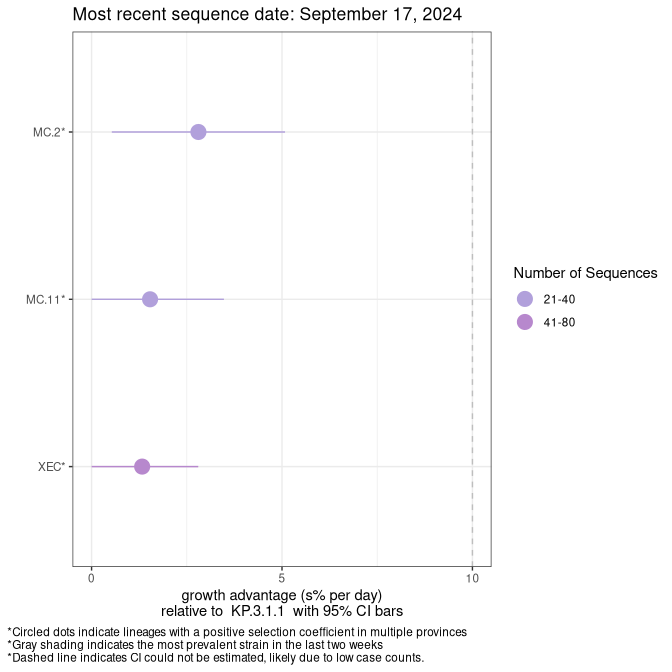 Most recent sequence date: September 17, 2024
MC.2*
MC.11*
XEC*
0 5 10
growth advantage (s% per day)
relative to  KP.3.1.1  with 95% CI bars
Number of Sequences
21-40
41-80
*Circled dots indicate lineages with a positive selection coefficient in multiple provinces
*Gray shading indicates the most prevalent strain in the last two weeks
*Dashed line indicates CI could not be estimated, likely due to low case counts.